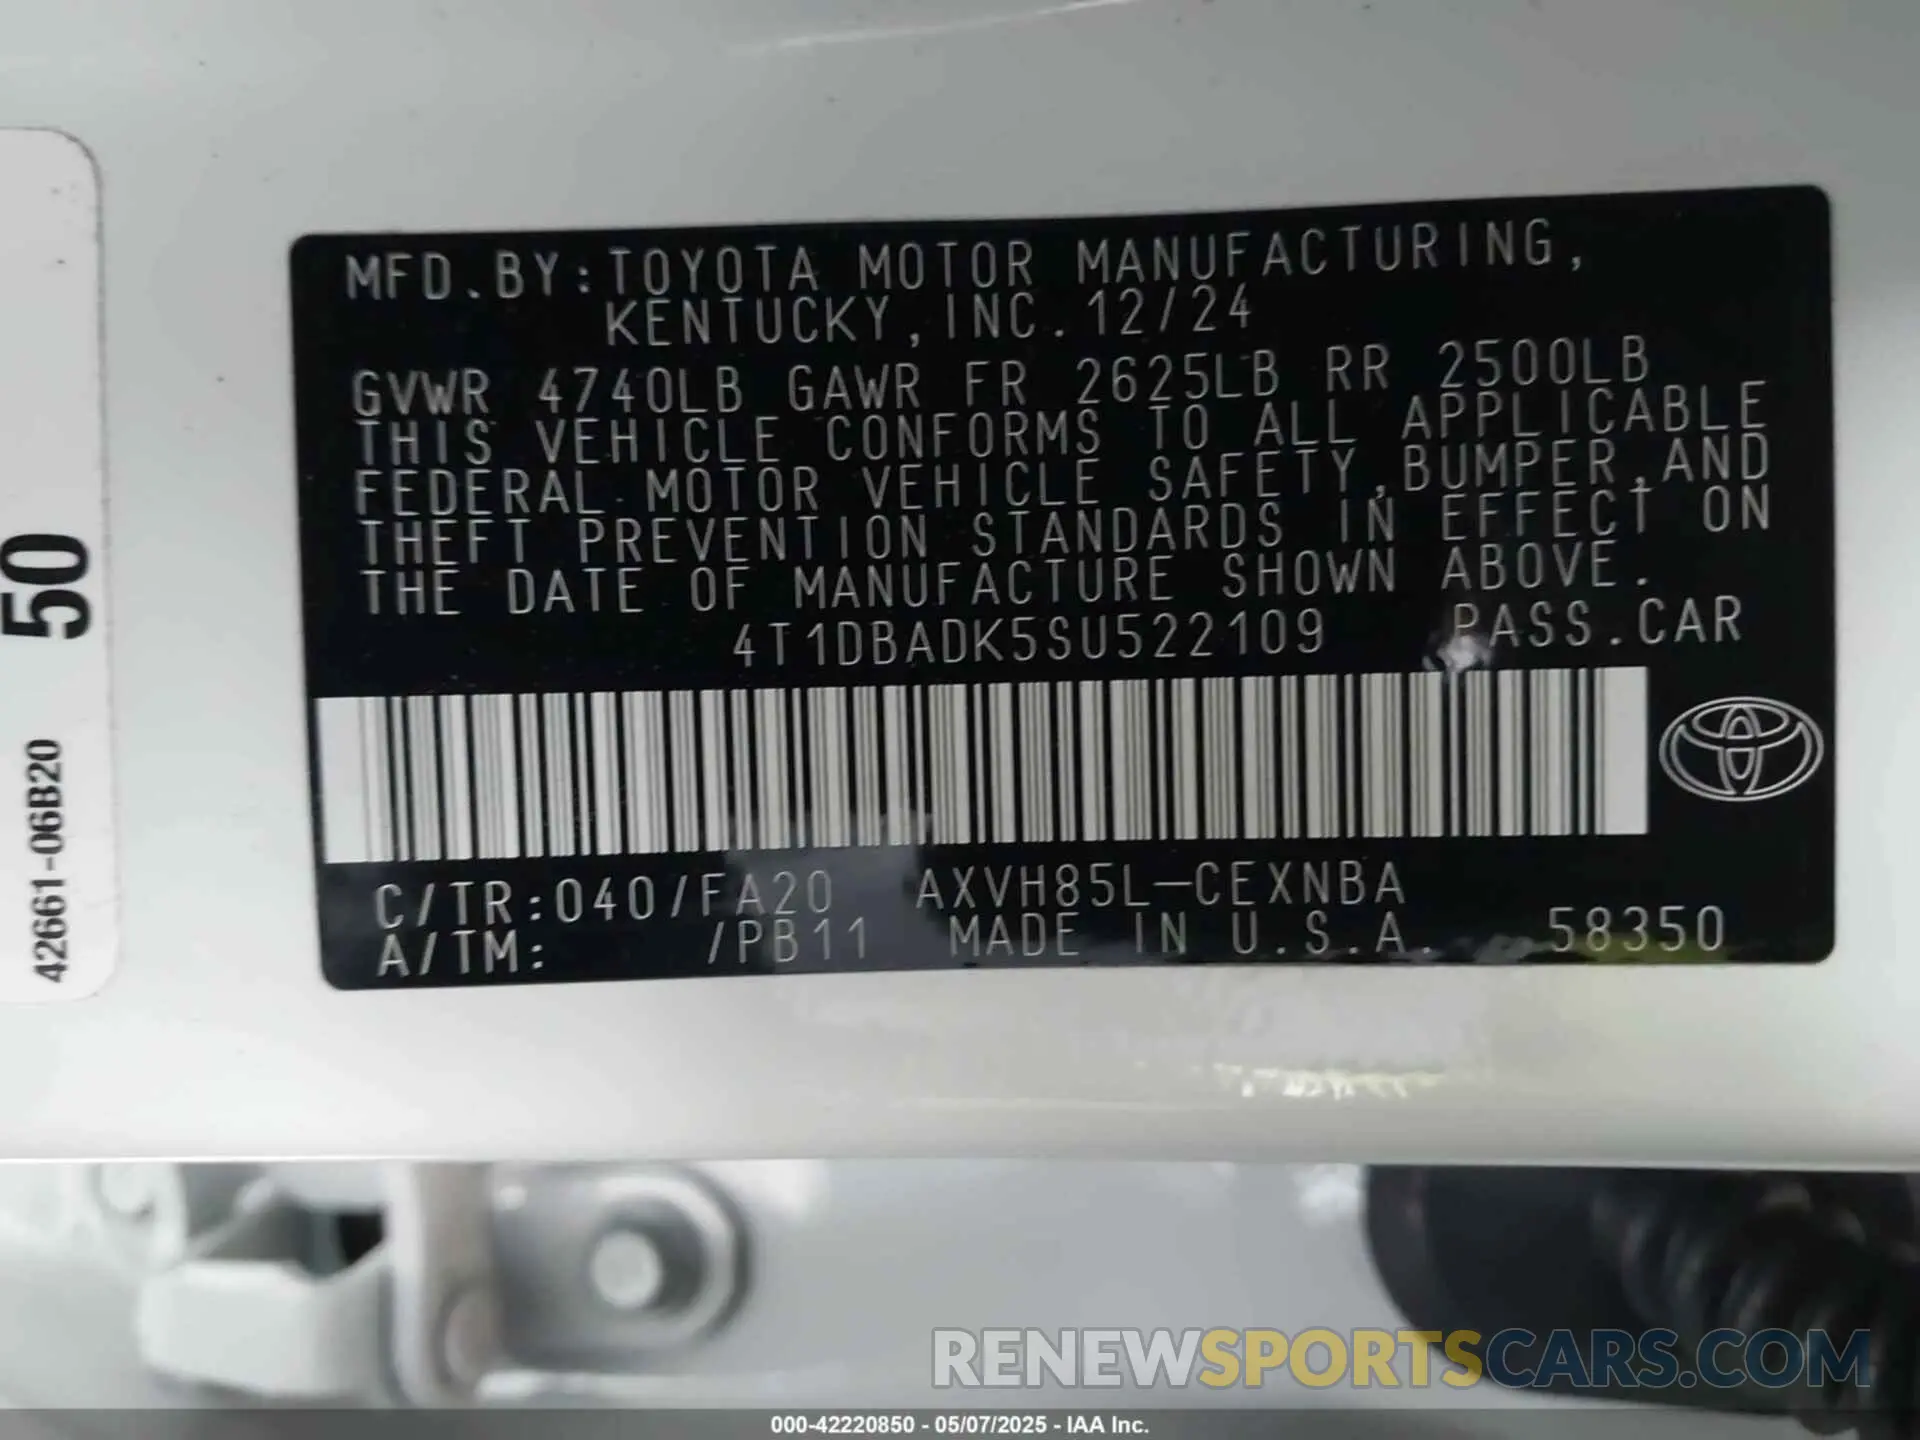 MFD.BY:TOYOTA MOTOR MANUFACTURING,
KENTUCKY,INC.12/24
GVWR 4740LB GAWR FR 2625LB RR 2500LB
THIS VEHICLE CONFORMS TO ALL APPLICABLE
FEDERAL MOTOR VEHICLE SAFETY,BUMPER,AND
THEFT PREVENTION STANDARDS IN EFFECT ON
THE DATE OF MANUFACTURE SHOWN ABOVE.
4T1DBADK5SU522109 PASS.CAR
C/TR:040/FA20 AXVH85L-CEXNBA
A/TM: /PB11 MADE IN U.S.A. 58350
50
42661-06B20
RENEWSPORTSCARS.COM
000-42220850 - 05/07/2025 - IAA Inc.